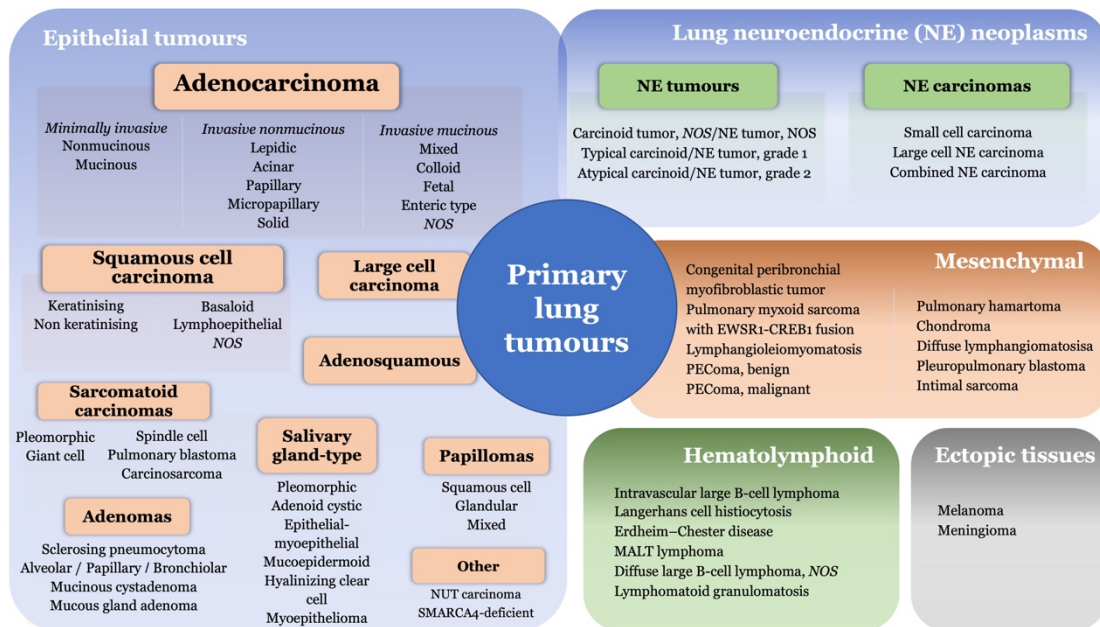 Epithelial tumours
Adenocarcinoma
Minimally invasive
Nonmucinous
Mucinous
Invasive nonmucinous
Lepidic
Acinar
Papillary
Micropapillary
Solid
Invasive mucinous
Mixed
Colloid
Fetal
Enteric type
NOS
Squamous cell
carcinoma
Keratinising
Non keratinising
Basaloid
Lymphoepithelial
NOS
Large cell
carcinoma
Adenosquamous
Sarcomatoid
carcinomas
Pleomorphic
Giant cell
Spindle cell
Pulmonary blastoma
Carcinosarcoma
Adenomas
Sclerosing pneumocytoma
Alveolar / Papillary / Bronchiolar
Mucinous cystadenoma
Mucous gland adenoma
Salivary
gland-type
Pleomorphic
Adenoid cystic
Epithelial-
myoepithelial
Mucoepidermoid
Hyalinizing clear
cell
Myoepithelioma
Papillomas
Squamous cell
Glandular
Mixed
Other
NUT carcinoma
SMARCA4-deficient
Primary
lung
tumours
Lung neuroendocrine (NE) neoplasms
NE tumours
Carcinoid tumor, NOS/NE tumor, NOS
Typical carcinoid/NE tumor, grade 1
Atypical carcinoid/NE tumor, grade 2
NE carcinomas
Small cell carcinoma
Large cell NE carcinoma
Combined NE carcinoma
Mesenchymal
Congenital peribronchial
myofibroblastic tumor
Pulmonary myxoid sarcoma
with EWSR1-CREB1 fusion
Lymphangioleiomyomatosis
PEComa, benign
PEComa, malignant
Pulmonary hamartoma
Chondroma
Diffuse lymphangiomatosisa
Pleuropulmonary blastoma
Intimal sarcoma
Hematolymphoid
Intravascular large B-cell lymphoma
Langerhans cell histiocytosis
Erdheim–Chester disease
MALT lymphoma
Diffuse large B-cell lymphoma, NOS
Lymphomatoid granulomatosis
Ectopic tissues
Melanoma
Meningioma